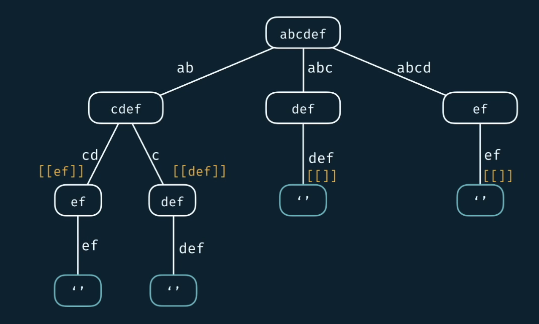 abcdef
ab
abc
abcd
cdef
def
ef
cd
c
def
ef
[[ef]]
[[def]]
[[]]
[[]]
ef
def
‘’
‘’
ef
def
‘’
‘’